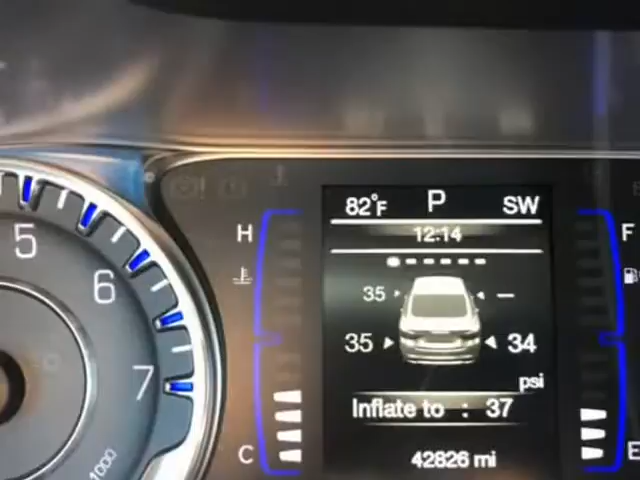 5
6
7
1000
H
C
82°F P SW
12:14
35 –
35 34
psi
Inflate to : 37
42826 mi
F
E